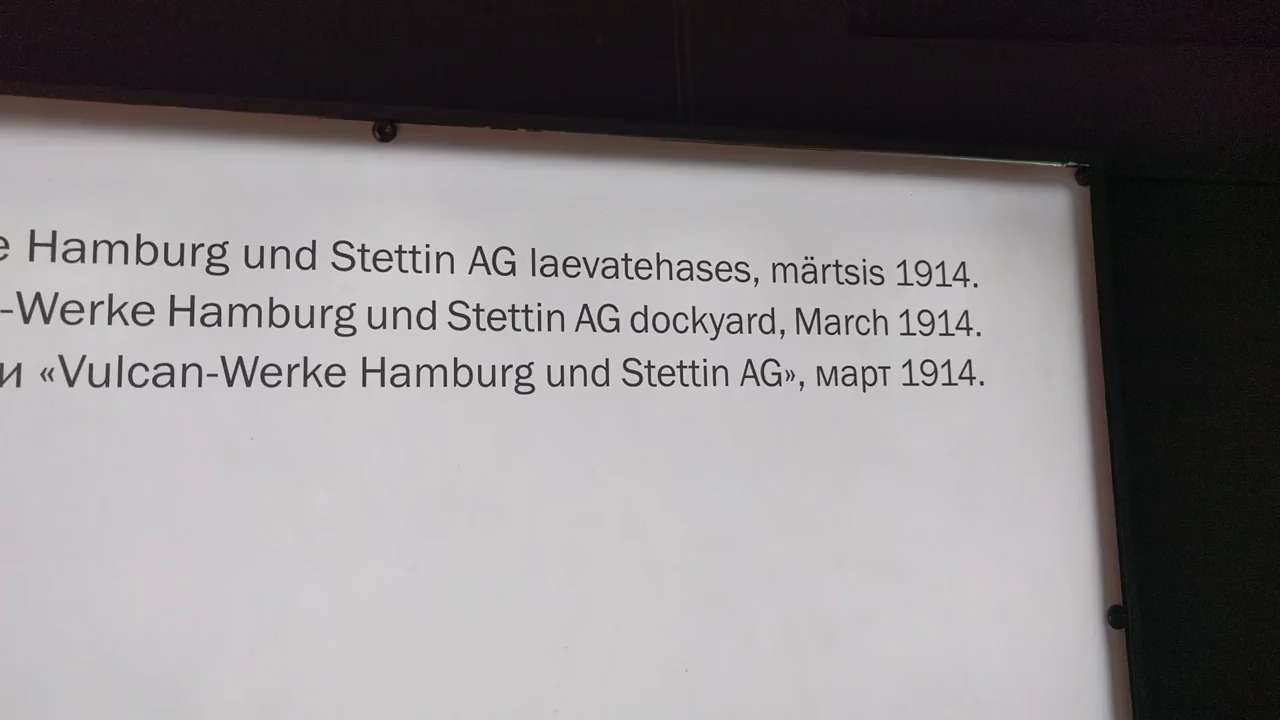 e Hamburg und Stettin AG laevatehases, märtsis 1914.
-Werke Hamburg und Stettin AG dockyard, March 1914.
и «Vulcan-Werke Hamburg und Stettin AG», март 1914.